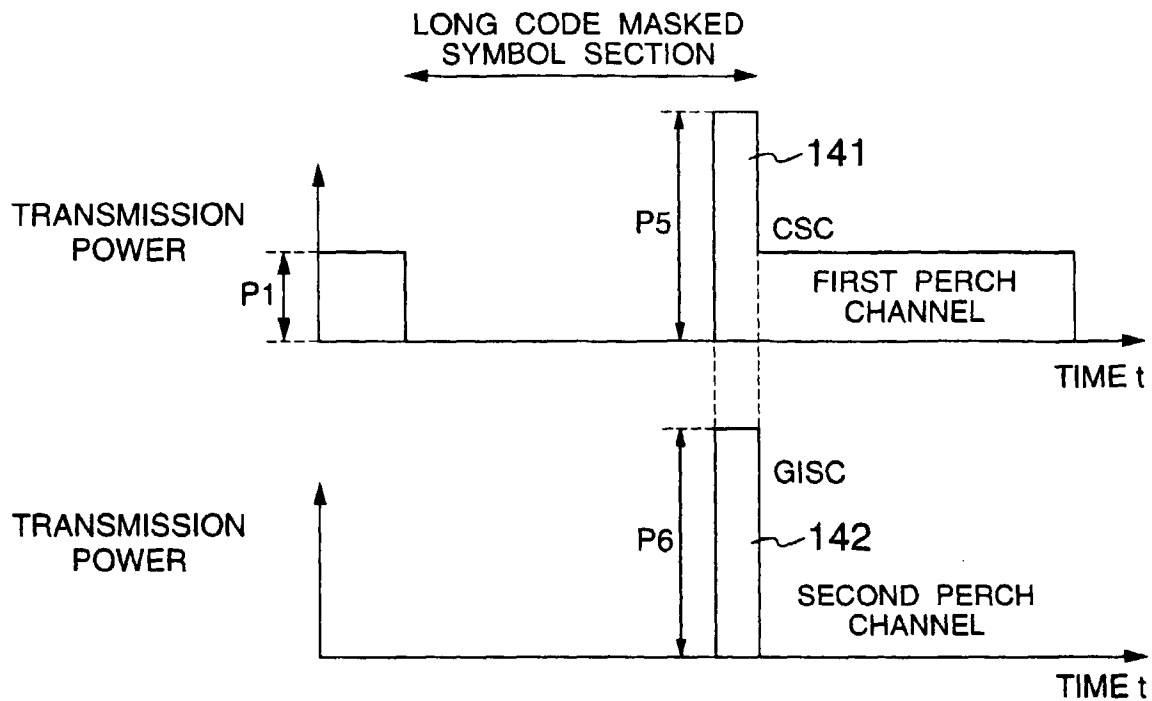 LONG CODE MASKED
SYMBOL SECTION
141
TRANSMISSION
POWER
P5
CSC
P1
FIRST PERCH
CHANNEL
TIME t
GISC
TRANSMISSION
POWER
P6
142
SECOND PERCH
CHANNEL
TIME t